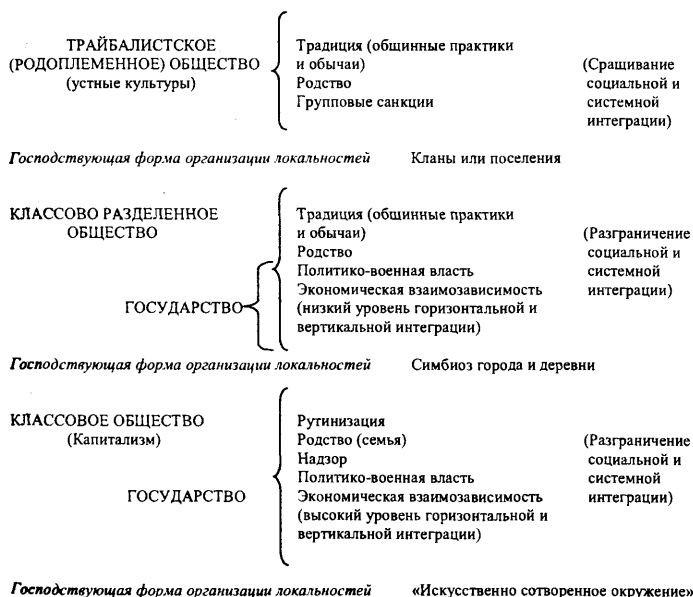 ТРАЙБАЛИСТСКОЕ
(РОДОПЛЕМЕННОЕ) ОБЩЕСТВО
(устные культуры)
Традиция (общинные практики
и обычаи)
Родство
Групповые санкции
(Сращивание
социальной и
системной
интеграции)
Господствующая форма организации локальностей Кланы или поселения
КЛАССОВО РАЗДЕЛЕННОЕ
ОБЩЕСТВО
ГОСУДАРСТВО
Традиция (общинные практики
и обычаи)
Родство
Политико-военная власть
Экономическая взаимозависимость
(низкий уровень горизонтальной и
вертикальной интеграции)
(Разграничение
социальной и
системной
интеграции)
Господствующая форма организации локальностей Симбиоз города и деревни
КЛАССОВОЕ ОБЩЕСТВО
(Капитализм)
ГОСУДАРСТВО
Рутинизация
Родство (семья)
Надзор
Политико-военная власть
Экономическая взаимозависимость
(высокий уровень горизонтальной и
вертикальной интеграции)
(Разграничение
социальной и
системной
интеграции)
Господствующая форма организации локальностей «Искусственно сотворенное окружение»